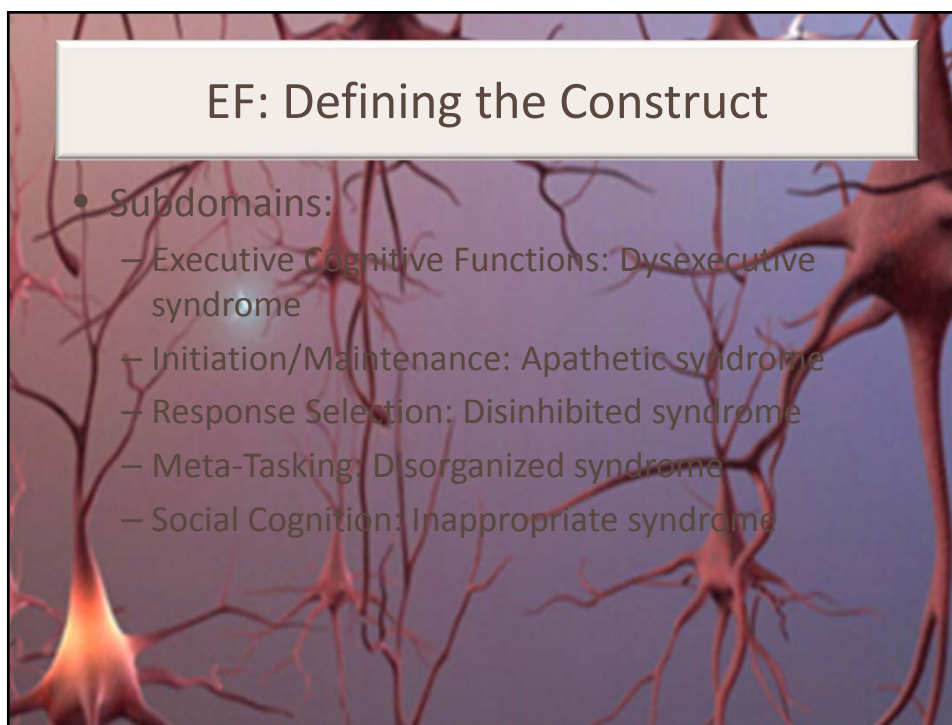 EF: Defining the Construct
• Subdomains:
– Executive Cognitive Functions: Dysexecutive
syndrome
– Initiation/Maintenance: Apathetic syndrome
– Response Selection: Disinhibited syndrome
– Meta-Tasking: Disorganized syndrome
– Social Cognition: Inappropriate syndrome